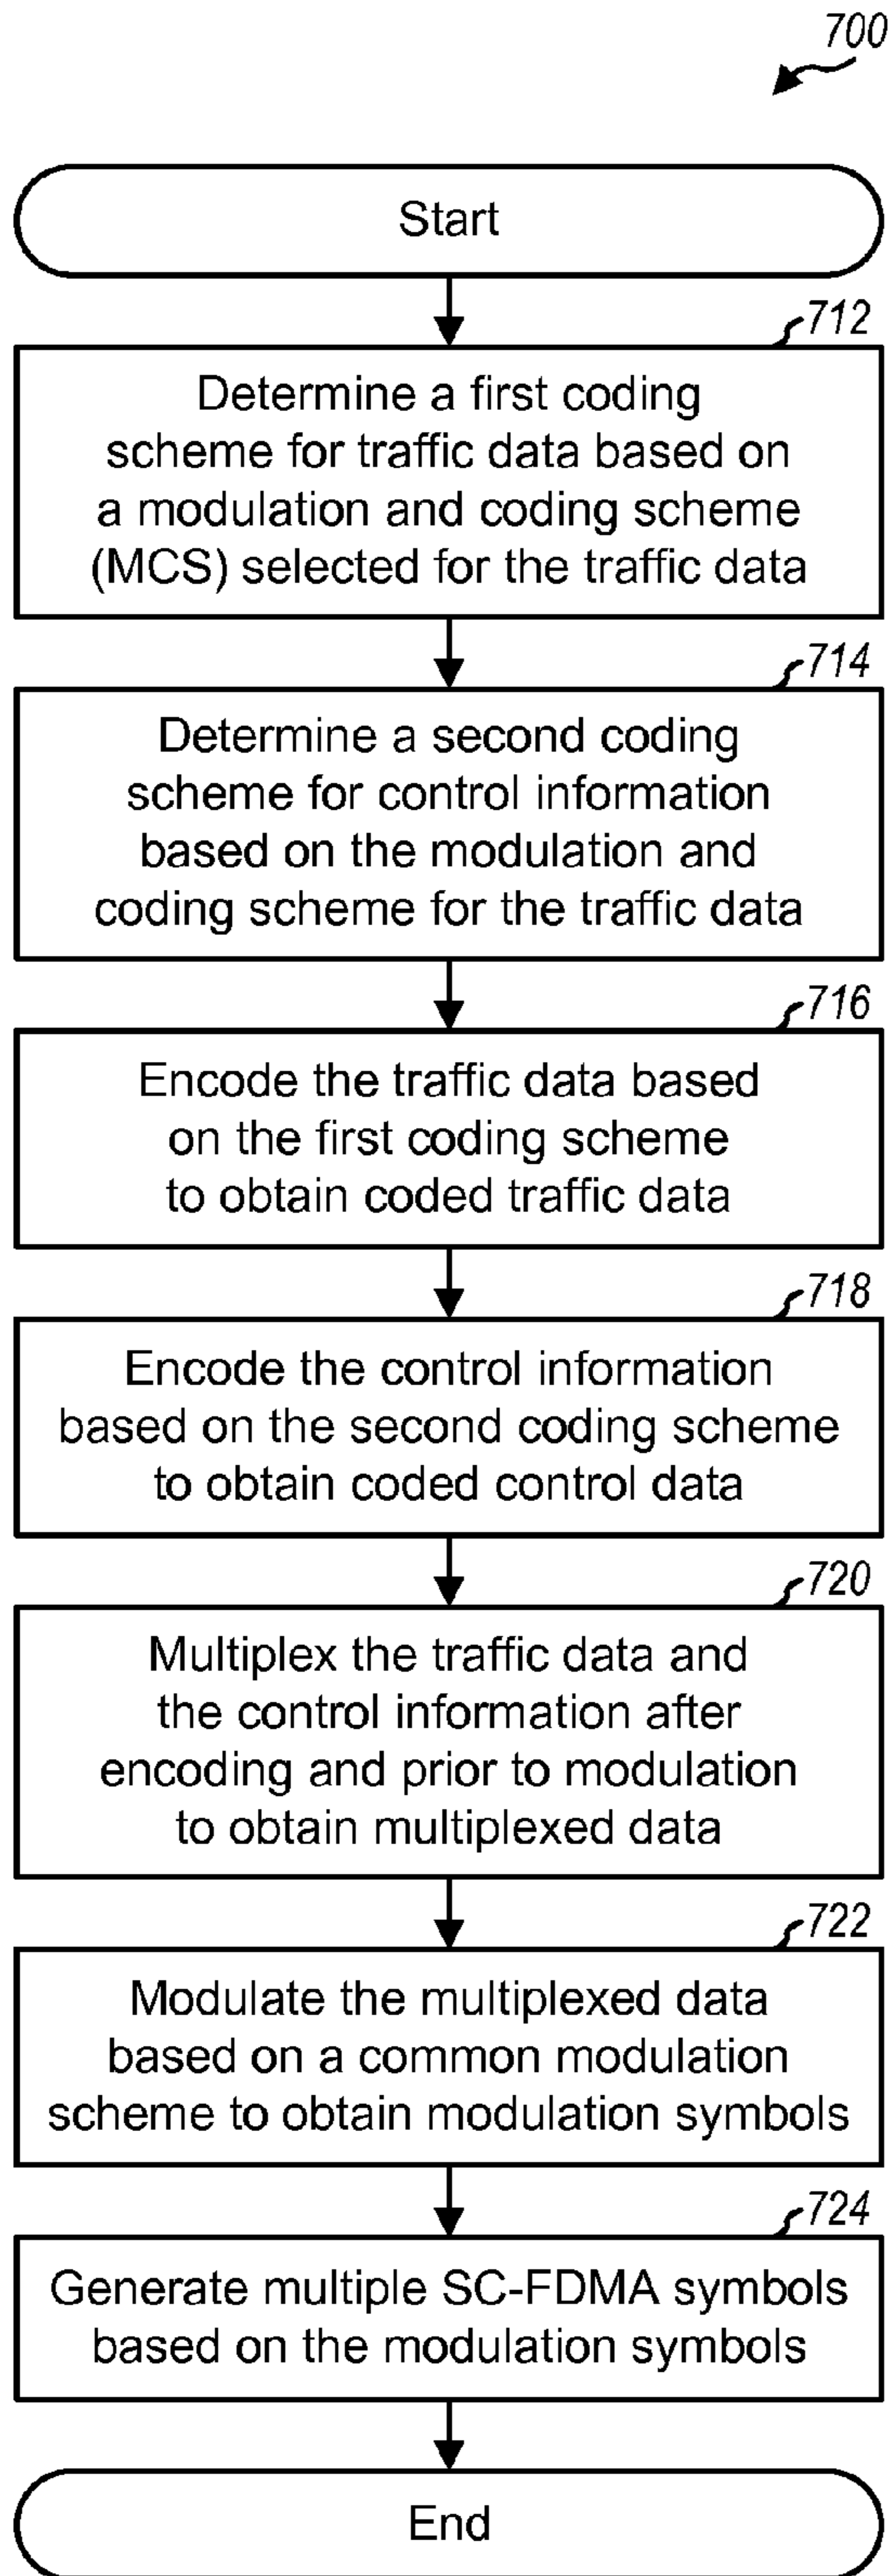 700
Start
712
Determine a first coding
scheme for traffic data based on
a modulation and coding scheme
(MCS) selected for the traffic data
714
Determine a second coding
scheme for control information
based on the modulation and
coding scheme for the traffic data
716
Encode the traffic data based
on the first coding scheme
to obtain coded traffic data
718
Encode the control information
based on the second coding scheme
to obtain coded control data
720
Multiplex the traffic data and
the control information after
encoding and prior to modulation
to obtain multiplexed data
722
Modulate the multiplexed data
based on a common modulation
scheme to obtain modulation symbols
724
Generate multiple SC-FDMA symbols
based on the modulation symbols
End